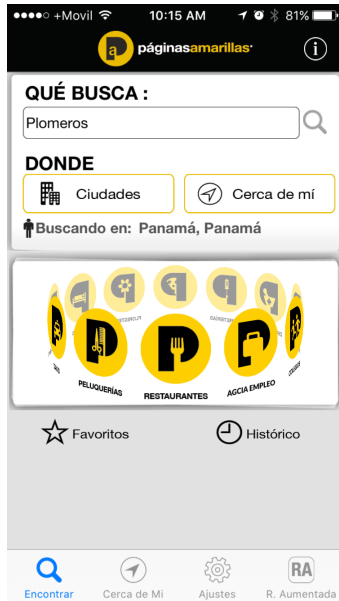 +Movil 10:15 AM 81%
páginasamarillas
QUÉ BUSCA :
Plomeros
DONDE
Ciudades
Cerca de mí
Buscando en: Panamá, Panamá
PELUQUERÍAS
RESTAURANTES
AGCIA EMPLEO
Favoritos
Histórico
RA
Encontrar
Cerca de Mi
Ajustes
R. Aumentada